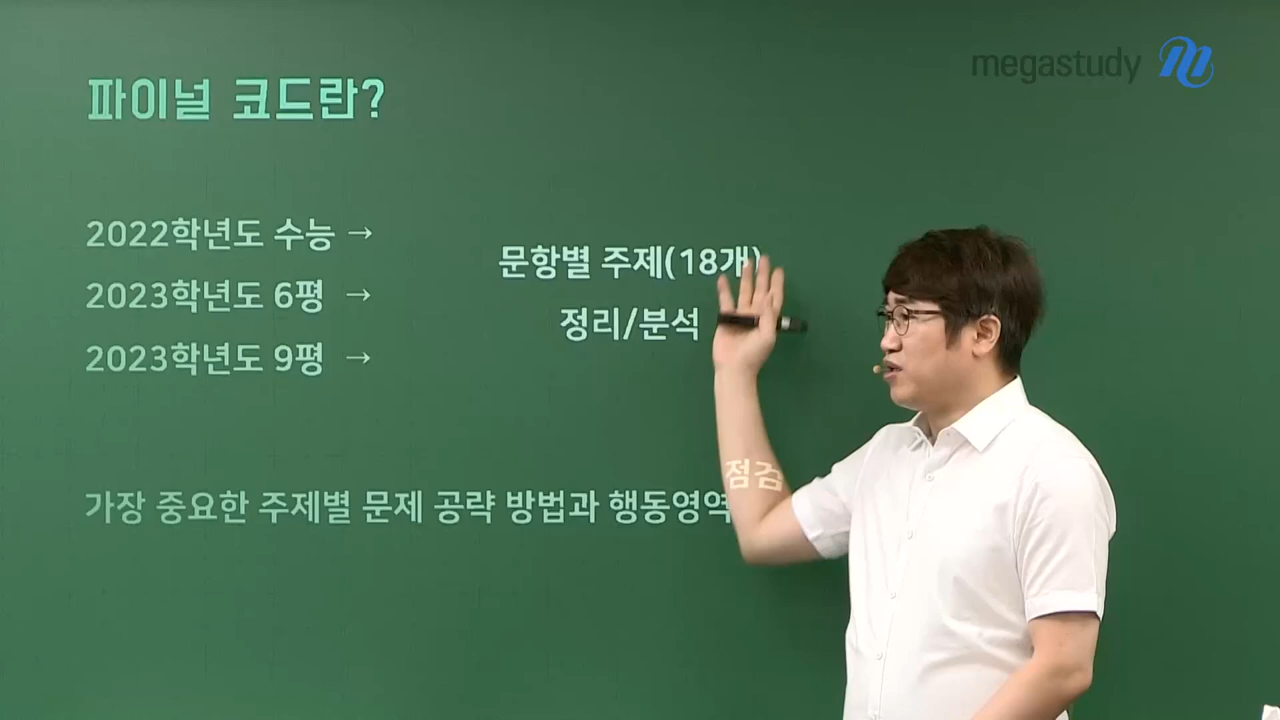 megastudy
파이널 코드란?
2022학년도 수능 →
2023학년도 6평 →
2023학년도 9평 →
문항별 주제(18개)
정리/분석
가장 중요한 주제별 문제 공략 방법과 행동영역 점검